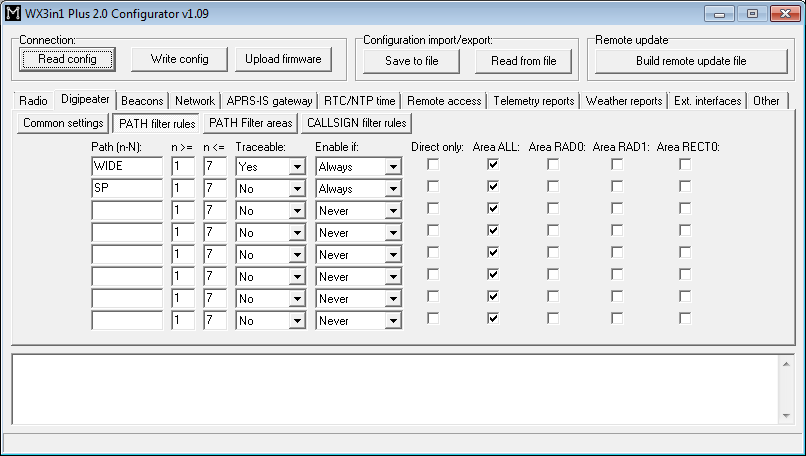 WX3in1 Plus 2.0 Configurator v1.09
Connection: Configuration import/export: Remote update
Read config Write config Upload firmware Save to file Read from file Build remote update file
Radio Digipeater Beacons Network APRS-IS gateway RTC/NTP time Remote access Telemetry reports Weather reports Ext. interfaces Other
Common settings PATH filter rules PATH Filter areas CALLSIGN filter rules
Path (n-N): n >= n <= Traceable: Enable if: Direct only: Area ALL: Area RAD0: Area RAD1: Area RECT0:
WIDE 1 7 Yes Always
SP 1 7 No Always
1 7 No Never
1 7 No Never
1 7 No Never
1 7 No Never
1 7 No Never
1 7 No Never